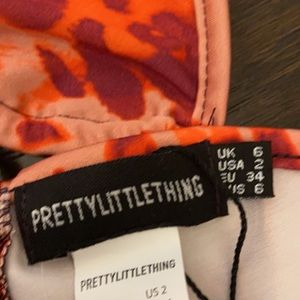 UK 6
USA 2
EU 34
AUS 6
PRETTYLITTLETHING
PRETTYLITTLETHING
US 2